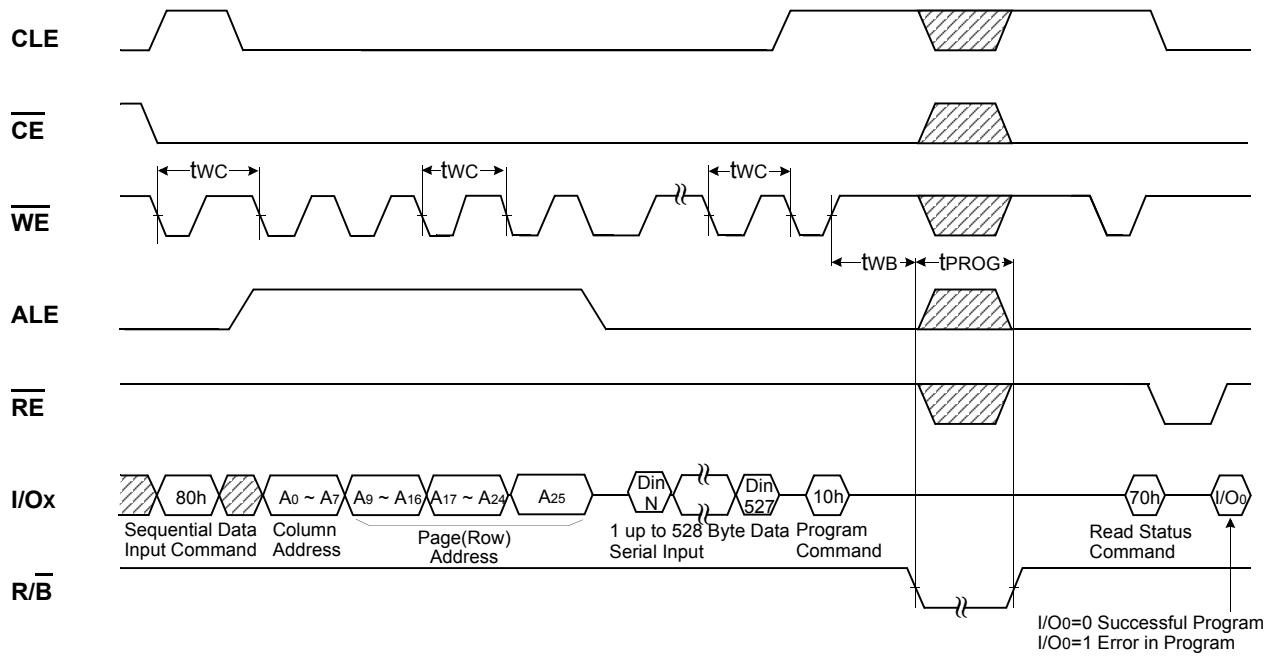 CLE
CE
tWC
tWC
tWC
WE
tWB
tPROG
ALE
RE
I/Ox
80h
A0 ~ A7
A9 ~ A16
A17 ~ A24
A25
Din
N
Din
527
10h
70h
I/O0
Sequential Data
Input Command
Column
Address
Page(Row)
Address
1 up to 528 Byte Data
Serial Input
Program
Command
Read Status
Command
R/B
I/O0=0 Successful Program
I/O0=1 Error in Program